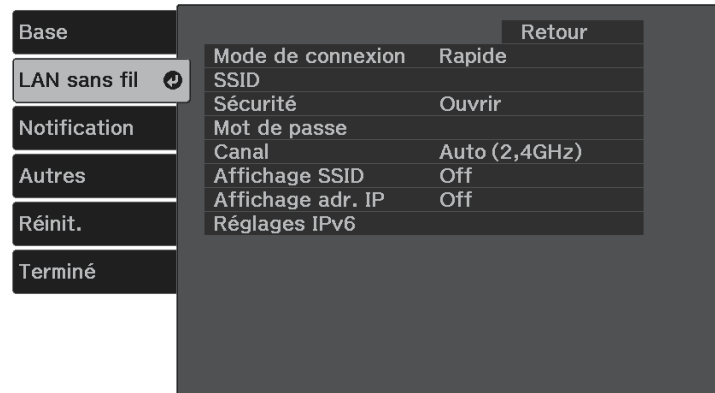 Base
LAN sans fil
Notification
Autres
Réinit.
Terminé
Retour
Mode de connexion Rapide
SSID
Sécurité Ouvrir
Mot de passe
Canal Auto (2,4GHz)
Affichage SSID Off
Affichage adr. IP Off
Réglages IPv6